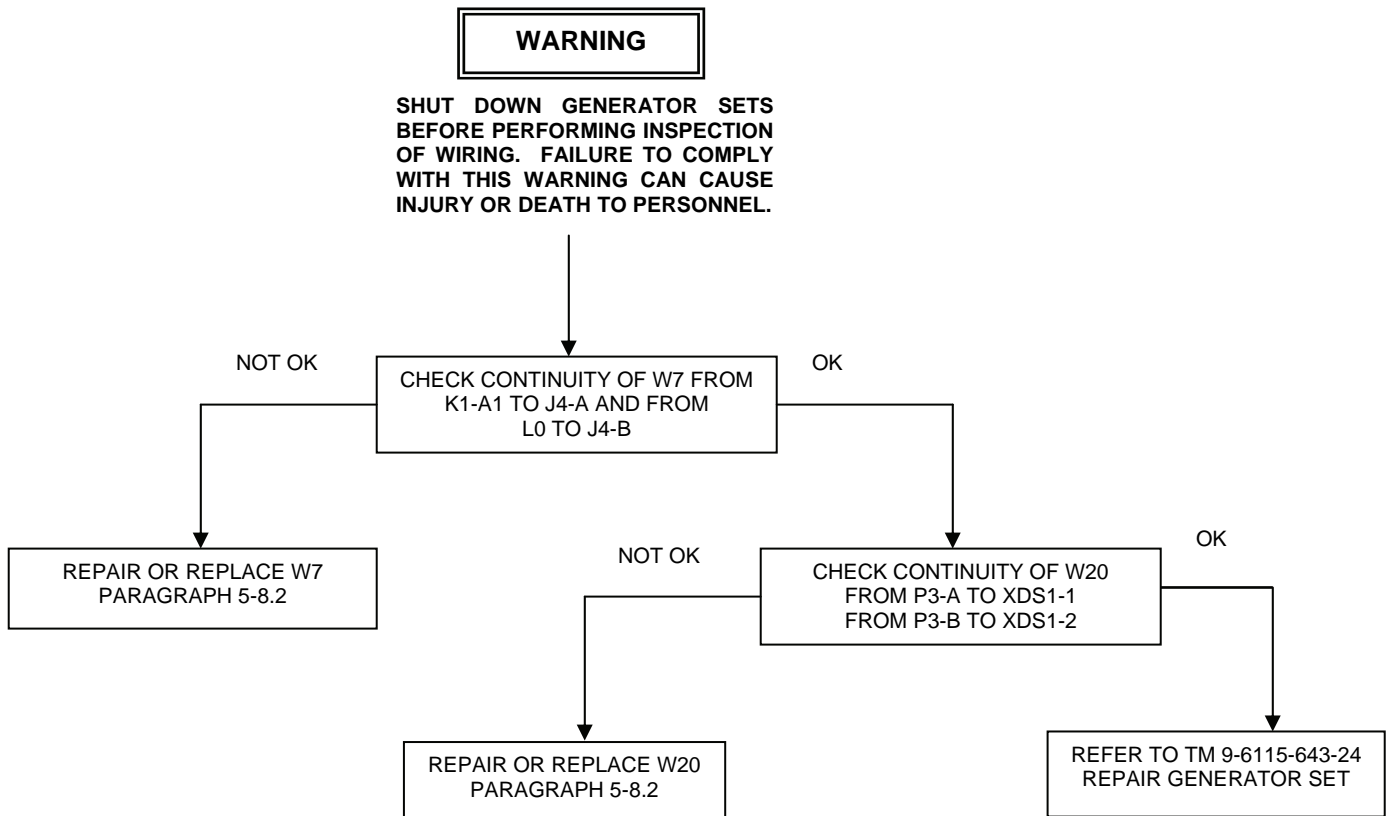 WARNING
SHUT DOWN GENERATOR SETS
BEFORE PERFORMING INSPECTION
OF WIRING. FAILURE TO COMPLY
WITH THIS WARNING CAN CAUSE
INJURY OR DEATH TO PERSONNEL.
NOT OK
OK
CHECK CONTINUITY OF W7 FROM
K1-A1 TO J4-A AND FROM
L0 TO J4-B
REPAIR OR REPLACE W7
PARAGRAPH 5-8.2
NOT OK
OK
CHECK CONTINUITY OF W20
FROM P3-A TO XDS1-1
FROM P3-B TO XDS1-2
REPAIR OR REPLACE W20
PARAGRAPH 5-8.2
REFER TO TM 9-6115-643-24
REPAIR GENERATOR SET